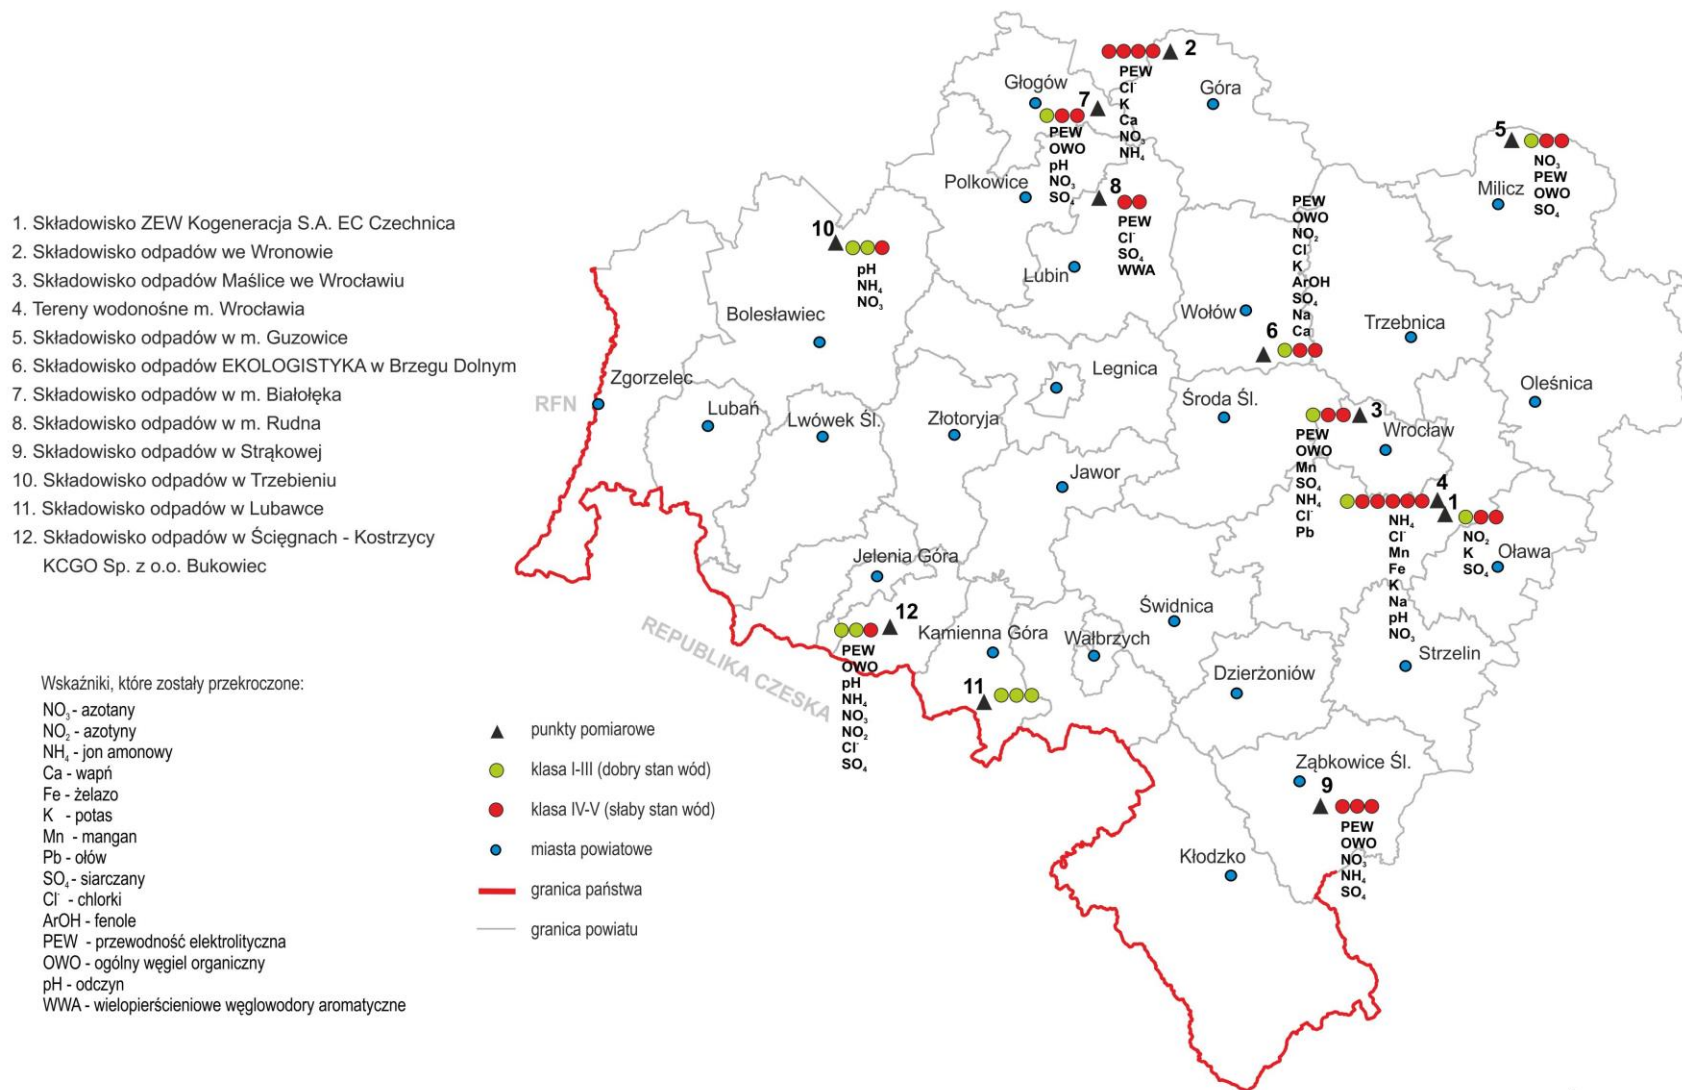 1. Składowisko ZEW Kogeneracja S.A. EC Czechnica
2. Składowisko odpadów we Wronowie
3. Składowisko odpadów Maślice we Wrocławiu
4. Tereny wodonośne m. Wrocławia
5. Składowisko odpadów w m. Guzowice
6. Składowisko odpadów EKOLOGISTYKA w Brzegu Dolnym
7. Składowisko odpadów w m. Białołęka
8. Składowisko odpadów w m. Rudna
9. Składowisko odpadów w Strąkowej
10. Składowisko odpadów w Trzebieniu
11. Składowisko odpadów w Lubawce
12. Składowisko odpadów w Ścięgnach - Kostrzycy
KCGO Sp. z o.o. Bukowiec
Wskaźniki, które zostały przekroczone:
NO₃- azotany
NO₂ - azotyny
NH₄ - jon amonowy
Ca - wapń
Fe - żelazo
K - potas
Mn - mangan
Pb - ołów
SO₄- siarczany
Cl⁻ - chlorki
ArOH - fenole
PEW - przewodność elektrolityczna
OWO - ogólny węgiel organiczny
pH - odczyn
WWA - wielopierścieniowe węglowodory aromatyczne
punkty pomiarowe
klasa I-III (dobry stan wód)
klasa IV-V (słaby stan wód)
miasta powiatowe
granica państwa
granica powiatu
2
PEW
Cl⁻
K
Ca
NO₃
NH₄
Głogów
7
PEW
OWO
pH
NO₃
SO₄
Góra
5
NO₃
PEW
OWO
SO₄
Milicz
Polkowice
8
PEW
Cl⁻
SO₄
WWA
Lubin
10
pH
NH₄
NO₃
Bolesławiec
PEW
OWO
NO₂
Cl⁻
K
ArOH
SO₄
Na
Ca
Wołów
6
Trzebnica
Oleśnica
Zgorzelec
RFN
Lubań
Lwówek Śl.
Złotoryja
Legnica
Środa Śl.
3
Wrocław
PEW
OWO
Mn
SO₄
NH₄
Cl⁻
Pb
Jawor
4
1
NH₄
Cl⁻
Mn
Fe
K
Na
pH
NO₃
NO₂
K
SO₄
Oława
Jelenia Góra
12
PEW
OWO
pH
NH₄
NO₃
NO₂
Cl⁻
SO₄
REPUBLIKA CZESKA
Kamienna Góra
11
Wałbrzych
Świdnica
Dzierżoniów
Strzelin
Ząbkowice Śl.
9
PEW
OWO
NO₃
NH₄
SO₄
Kłodzko